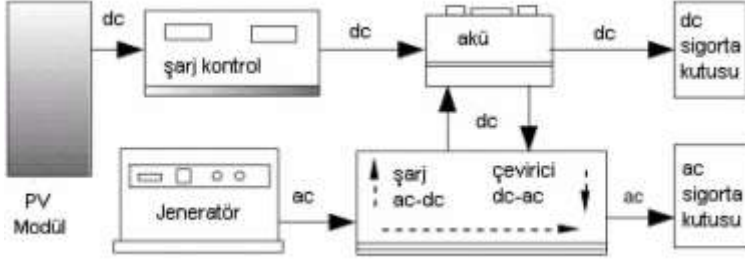 dc
şarj kontrol
dc
akü
dc
dc
sigorta
kutusu
PV
Modül
Jeneratör
ac
dc
şarj
ac-dc
çevirici
dc-ac
ac
ac
sigorta
kutusu